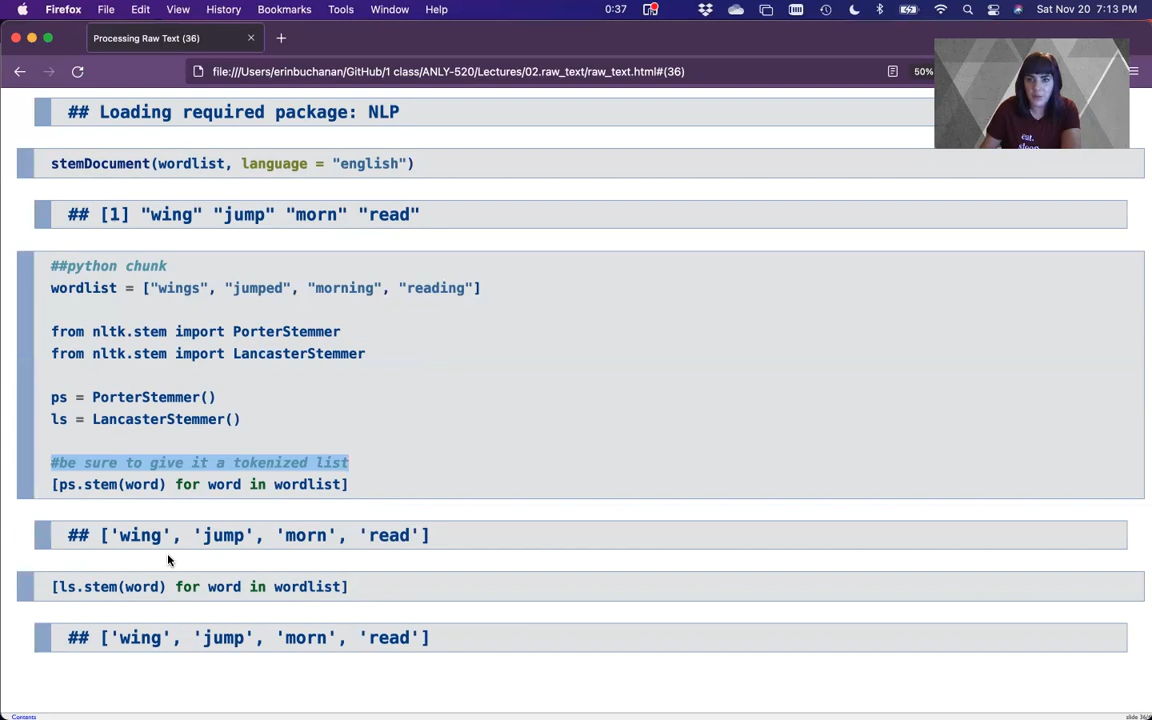 Firefox File Edit View History Bookmarks Tools Window Help 0:37 Sat Nov 20 7:13 PM
Processing Raw Text (36)
file:///Users/erinbuchanan/GitHub/1 class/ANLY-520/Lectures/02.raw_text/raw_text.html#(36) 50%
eat.
sleep
## Loading required package: NLP
stemDocument(wordlist, language = "english")
## [1] "wing" "jump" "morn" "read"
##python chunk
wordlist = ["wings", "jumped", "morning", "reading"]
from nltk.stem import PorterStemmer
from nltk.stem import LancasterStemmer
ps = PorterStemmer()
ls = LancasterStemmer()
#be sure to give it a tokenized list
[ps.stem(word) for word in wordlist]
## ['wing', 'jump', 'morn', 'read']
[ls.stem(word) for word in wordlist]
## ['wing', 'jump', 'morn', 'read']
Contents